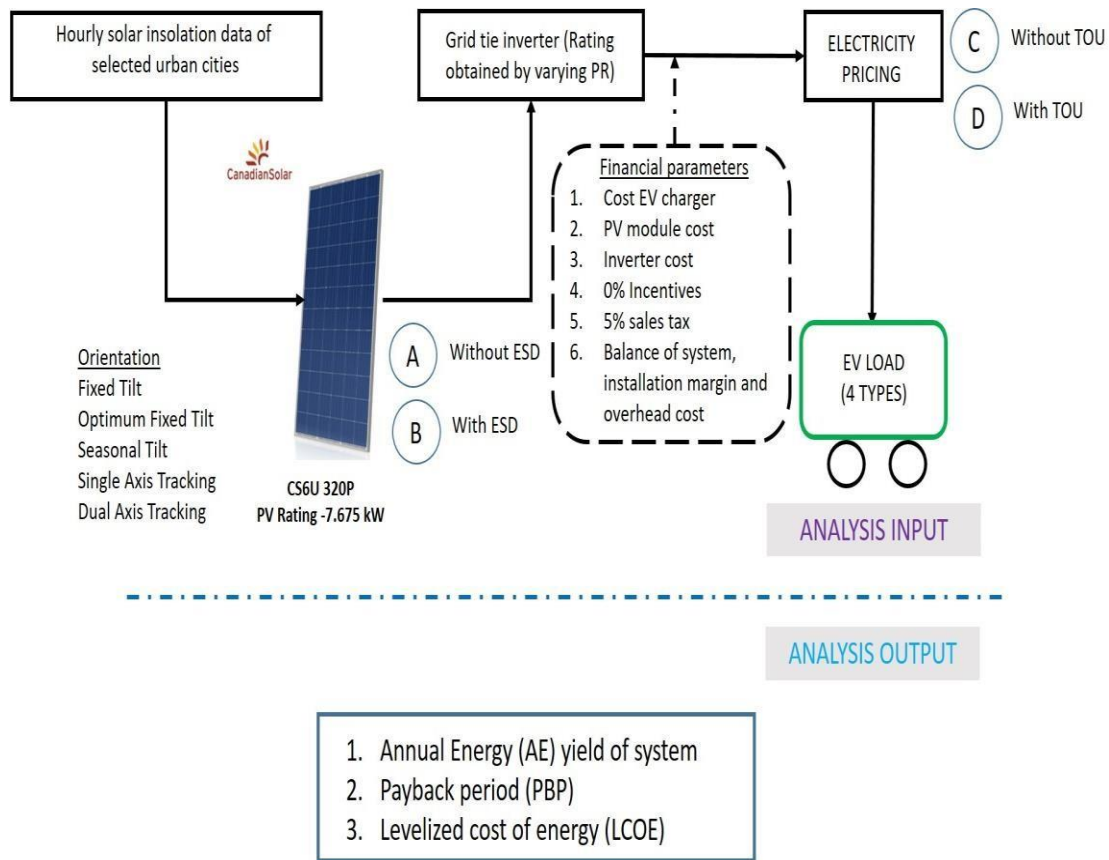 Hourly solar insolation data of
selected urban cities
Grid tie inverter (Rating
obtained by varying PR)
ELECTRICITY
PRICING
C
Without TOU
D
With TOU
CanadianSolar
Financial parameters
1. Cost EV charger
2. PV module cost
3. Inverter cost
4. 0% Incentives
5. 5% sales tax
6. Balance of system,
installation margin and
overhead cost
A
Without ESD
B
With ESD
Orientation
Fixed Tilt
Optimum Fixed Tilt
Seasonal Tilt
Single Axis Tracking
Dual Axis Tracking
CS6U 320P
PV Rating -7.675 kW
EV LOAD
(4 TYPES)
ANALYSIS INPUT
ANALYSIS OUTPUT
1. Annual Energy (AE) yield of system
2. Payback period (PBP)
3. Levelized cost of energy (LCOE)